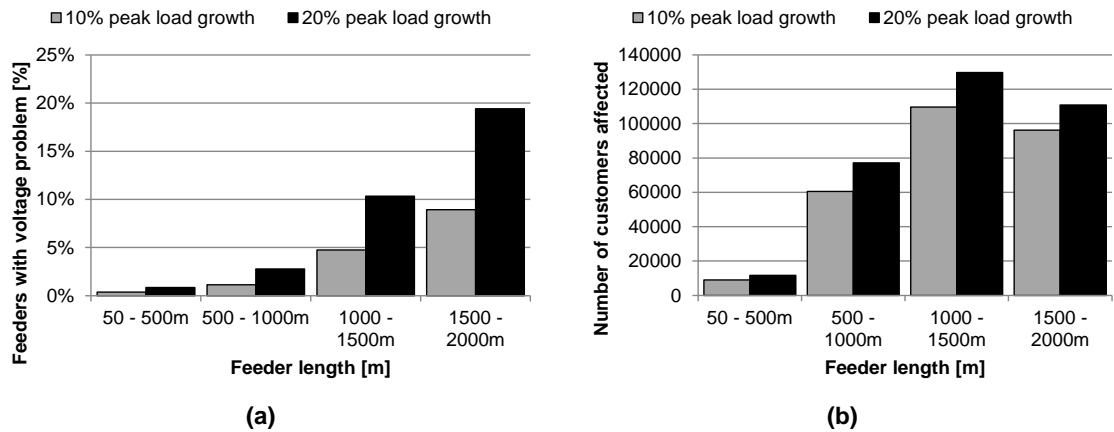 10% peak load growth 20% peak load growth
25%
20%
15%
10%
5%
0%
Feeders with voltage problem [%]
50 - 500m 500 - 1000m 1000 - 1500m 1500 - 2000m
Feeder length [m]
(a)
10% peak load growth 20% peak load growth
140000
120000
100000
80000
60000
40000
20000
0
Number of customers affected
50 - 500m 500 - 1000m 1000 - 1500m 1500 - 2000m
Feeder length [m]
(b)